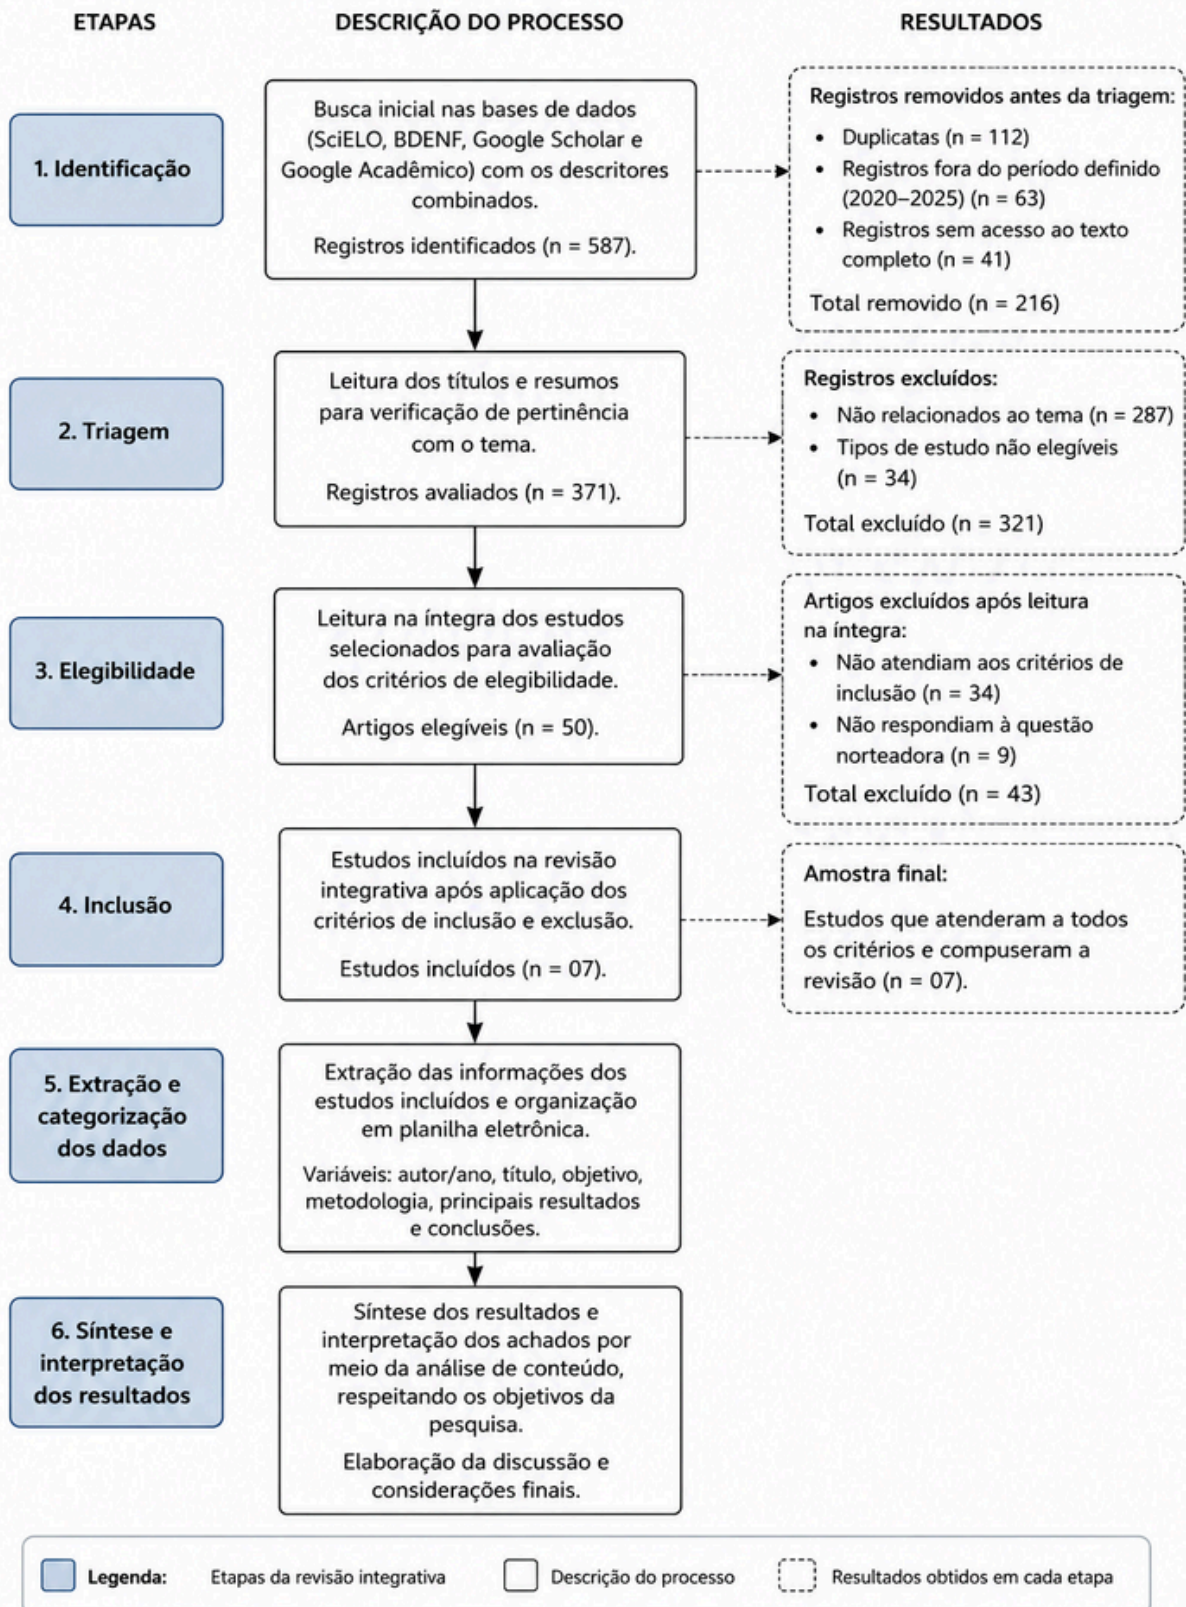 ETAPAS
DESCRIÇÃO DO PROCESSO
RESULTADOS
1. Identificação
Busca inicial nas bases de dados
(SciELO, BDENF, Google Scholar e
Google Acadêmico) com os descritores
combinados.
Registros identificados (n = 587).
Registros removidos antes da triagem:
• Duplicatas (n = 112)
• Registros fora do período definido
(2020–2025) (n = 63)
• Registros sem acesso ao texto
completo (n = 41)
Total removido (n = 216)
2. Triagem
Leitura dos títulos e resumos
para verificação de pertinência
com o tema.
Registros avaliados (n = 371).
Registros excluídos:
• Não relacionados ao tema (n = 287)
• Tipos de estudo não elegíveis
(n = 34)
Total excluído (n = 321)
3. Elegibilidade
Leitura na íntegra dos estudos
selecionados para avaliação
dos critérios de elegibilidade.
Artigos elegíveis (n = 50).
Artigos excluídos após leitura
na íntegra:
• Não atendiam aos critérios de
inclusão (n = 34)
• Não respondiam à questão
norteadora (n = 9)
Total excluído (n = 43)
4. Inclusão
Estudos incluídos na revisão
integrativa após aplicação dos
critérios de inclusão e exclusão.
Estudos incluídos (n = 07).
Amostra final:
Estudos que atenderam a todos
os critérios e compuseram a
revisão (n = 07).
5. Extração e
categorização
dos dados
Extração das informações dos
estudos incluídos e organização
em planilha eletrônica.
Variáveis: autor/ano, título, objetivo,
metodologia, principais resultados
e conclusões.
6. Síntese e
interpretação
dos resultados
Síntese dos resultados e
interpretação dos achados por
meio da análise de conteúdo,
respeitando os objetivos da
pesquisa.
Elaboração da discussão e
considerações finais.
Legenda: Etapas da revisão integrativa
Descrição do processo
Resultados obtidos em cada etapa